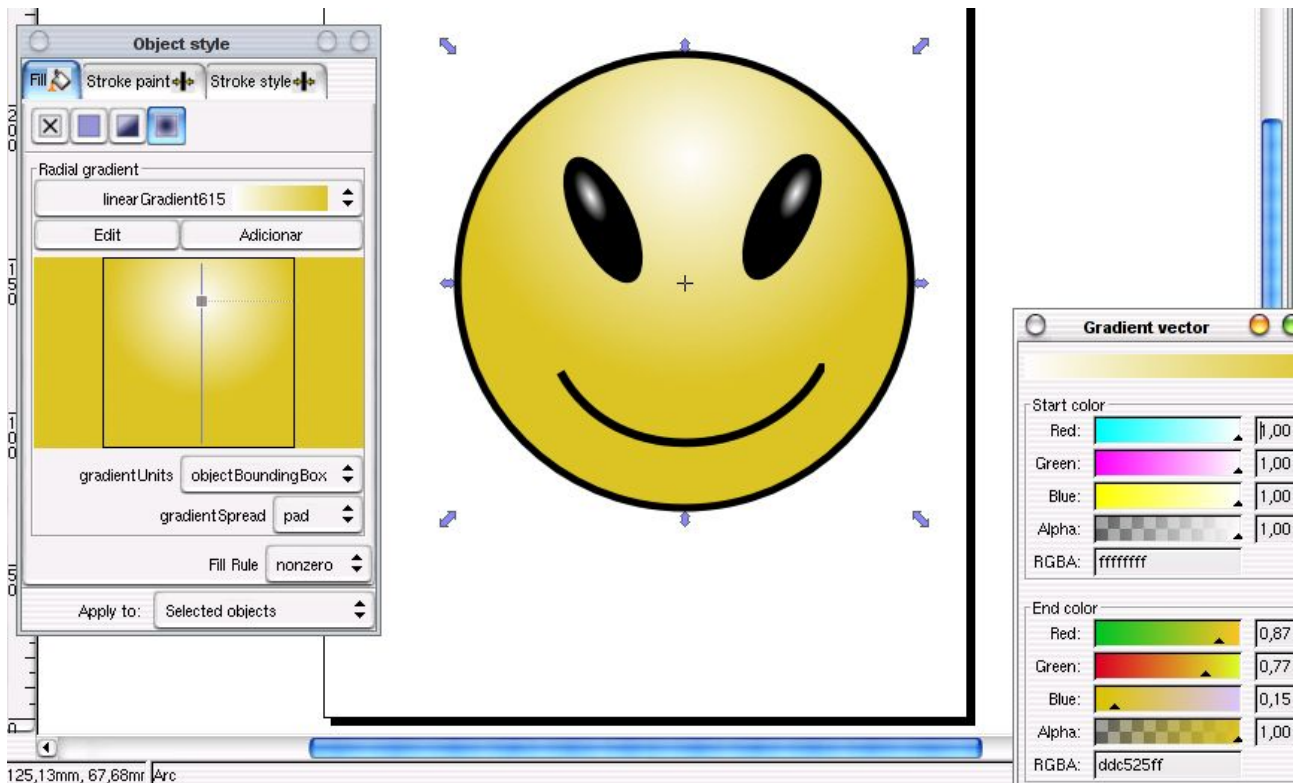 Object style
Fill Stroke paint Stroke style
Radial gradient
linearGradient615
Edit Adicionar
gradientUnits objectBoundingBox
gradientSpread pad
Fill Rule nonzero
Apply to: Selected objects
Gradient vector
Start color
Red: 1,00
Green: 1,00
Blue: 1,00
Alpha: 1,00
RGBA: ffffffff
End color
Red: 0,87
Green: 0,77
Blue: 0,15
Alpha: 1,00
RGBA: ddc525ff
125,13mm, 67,68mr Arc